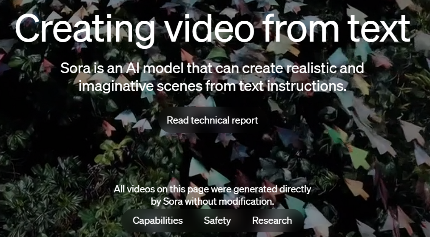 Creating video from text
Sora is an AI model that can create realistic and
imaginative scenes from text instructions.
Read technical report
All videos on this page were generated directly
by Sora without modification.
Capabilities Safety Research